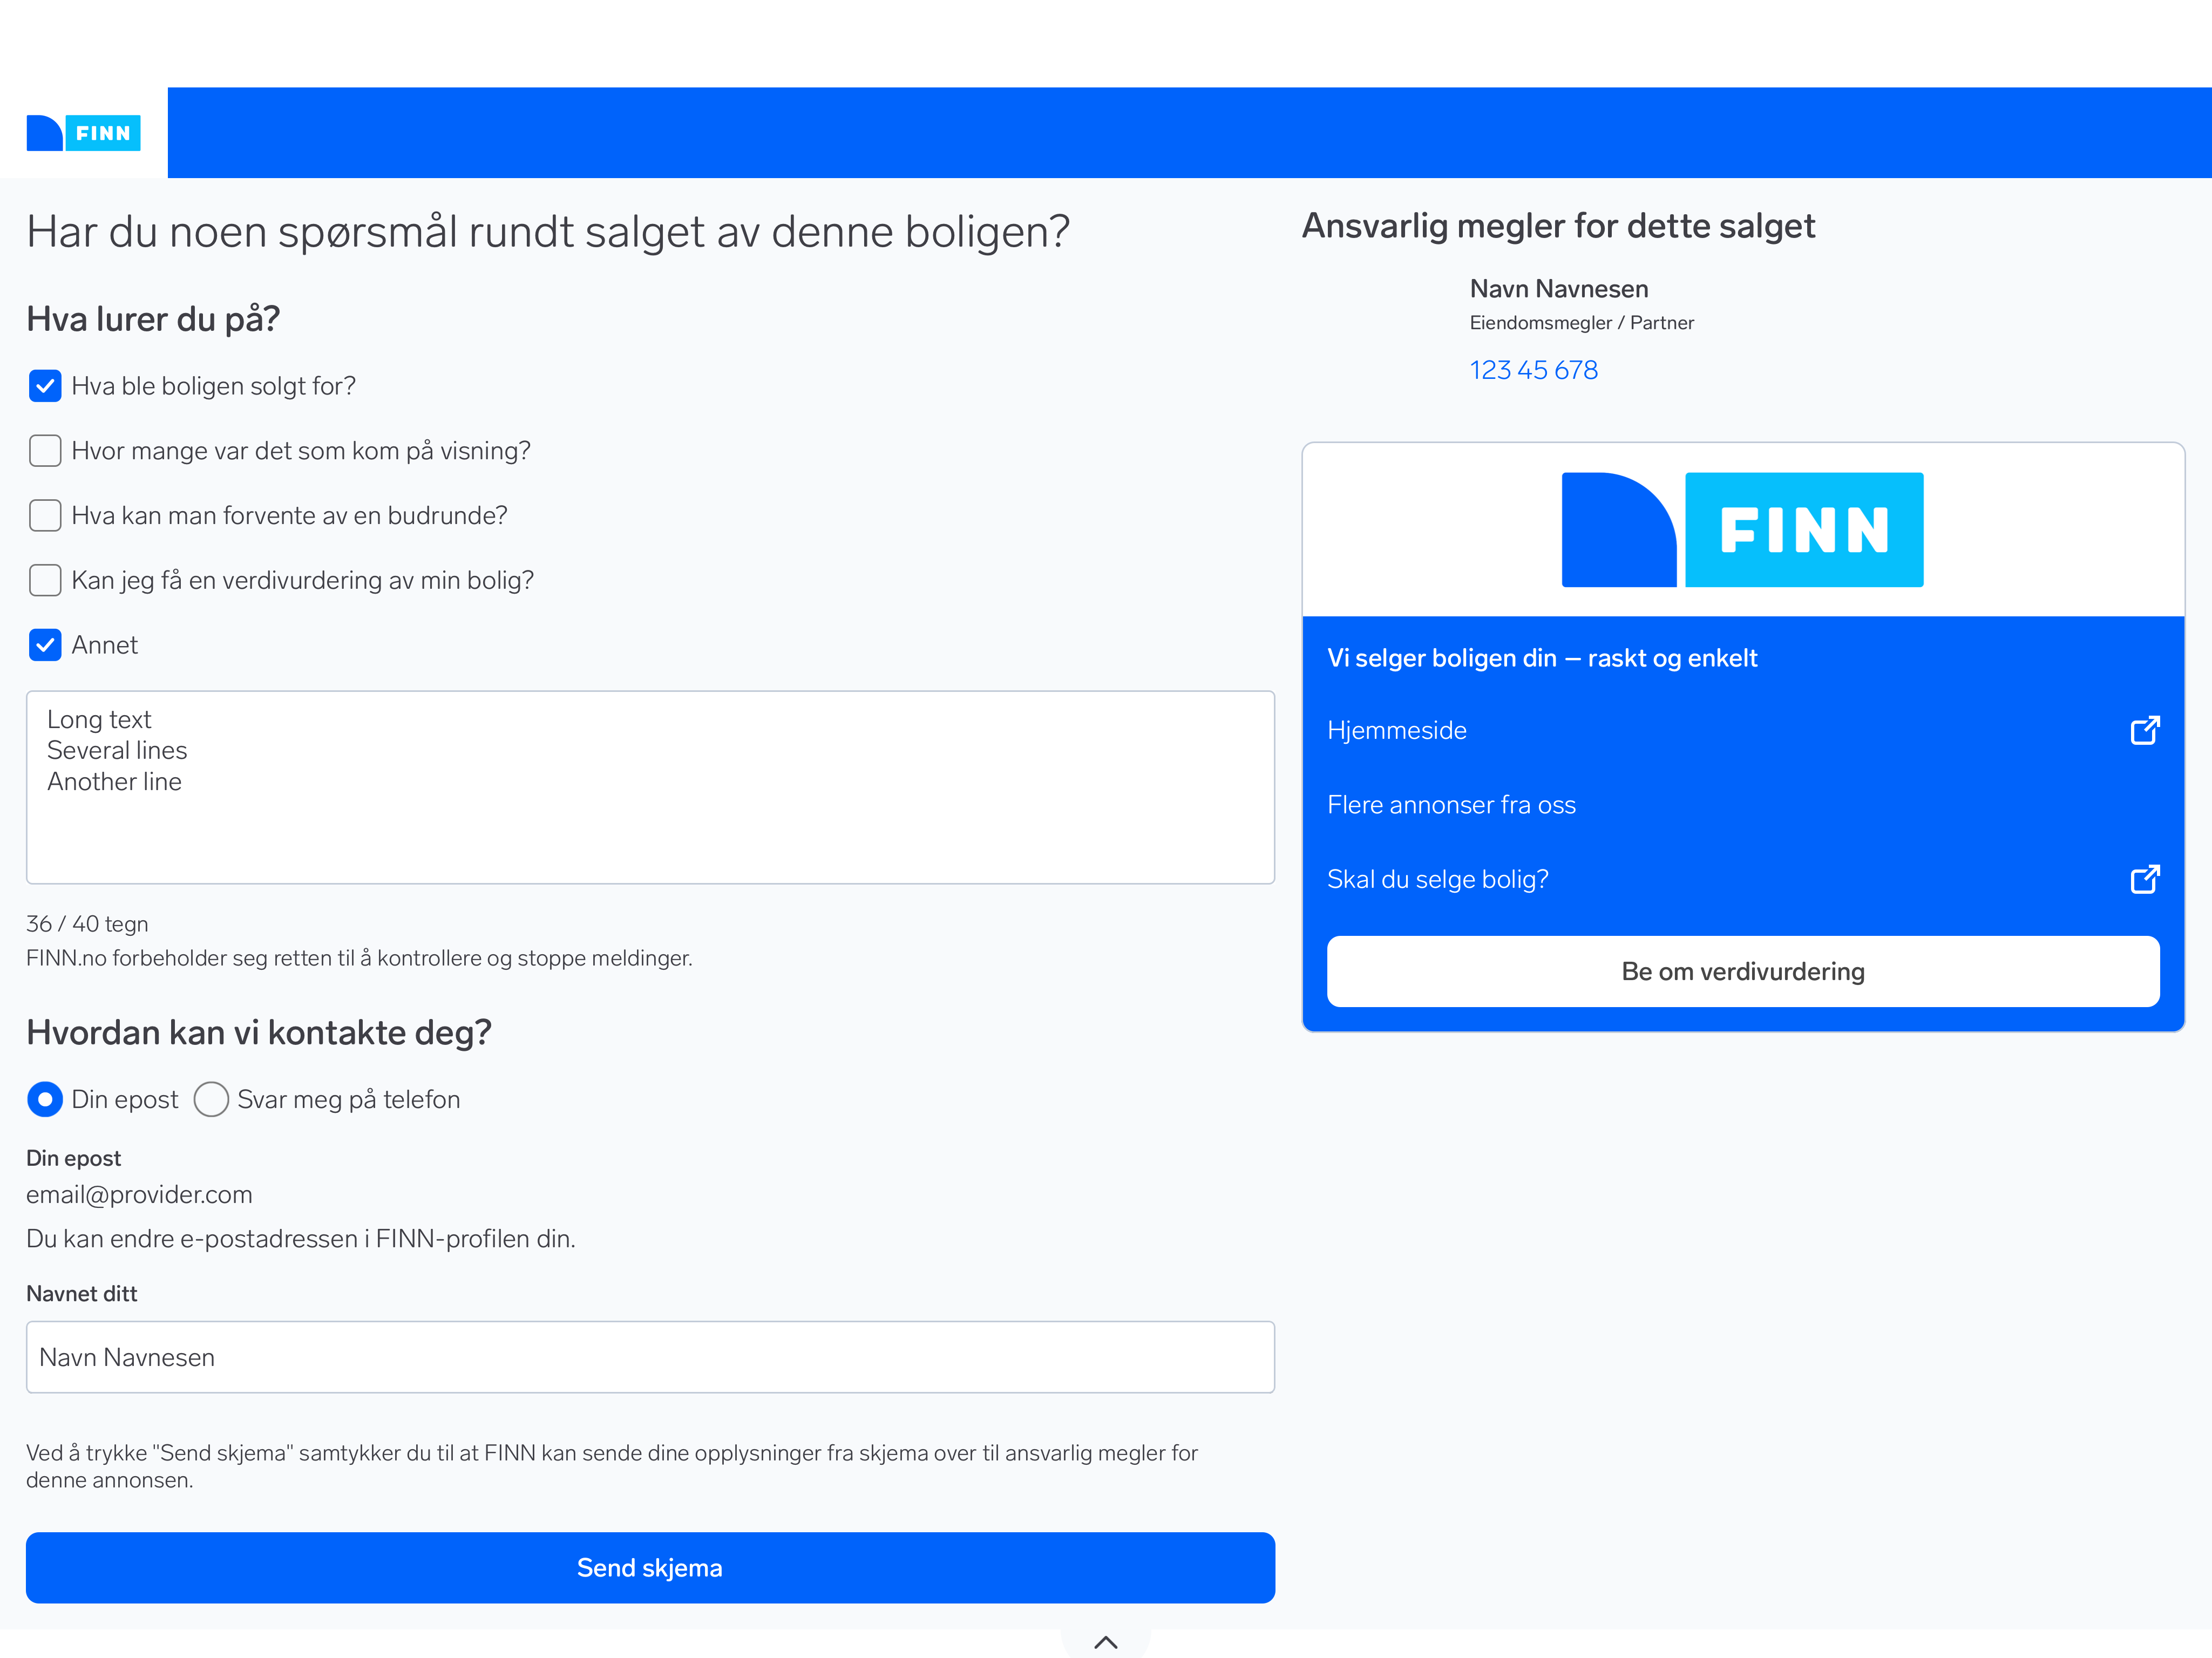 FINN
Har du noen spørsmål rundt salget av denne boligen?
Hva lurer du på?
Hva ble boligen solgt for?
Hvor mange var det som kom på visning?
Hva kan man forvente av en budrunde?
Kan jeg få en verdivurdering av min bolig?
Annet
Long text
Several lines
Another line
36 / 40 tegn
FINN.no forbeholder seg retten til å kontrollere og stoppe meldinger.
Hvordan kan vi kontakte deg?
Din epost
Svar meg på telefon
Din epost
email@provider.com
Du kan endre e-postadressen i FINN-profilen din.
Navnet ditt
Navn Navnesen
Ved å trykke "Send skjema" samtykker du til at FINN kan sende dine opplysninger fra skjema over til ansvarlig megler for
denne annonsen.
Send skjema
Ansvarlig megler for dette salget
Navn Navnesen
Eiendomsmegler / Partner
123 45 678
FINN
Vi selger boligen din – raskt og enkelt
Hjemmeside
Flere annonser fra oss
Skal du selge bolig?
Be om verdivurdering